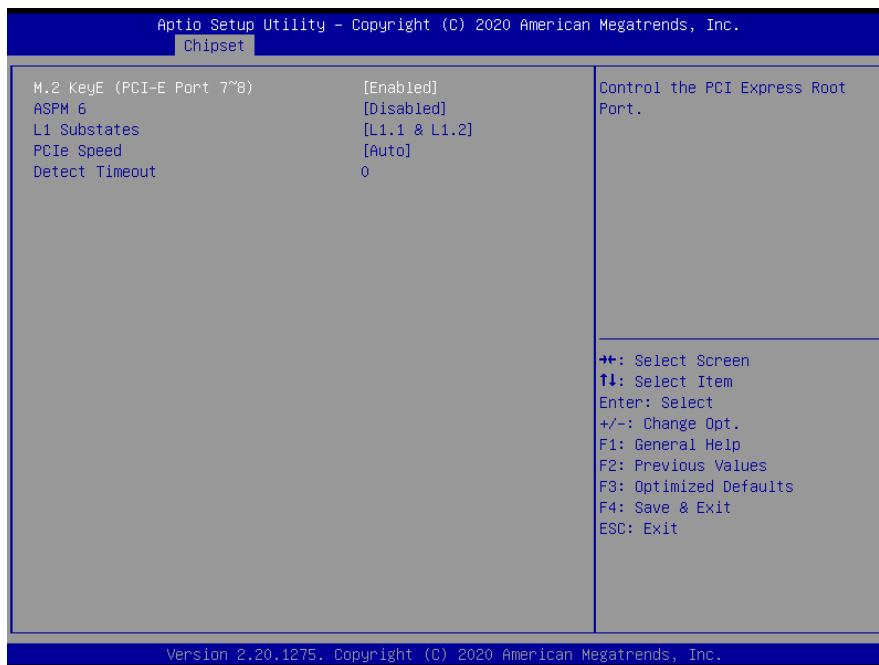 Aptio Setup Utility – Copyright (C) 2020 American Megatrends, Inc.
Chipset
M.2 KeyE (PCI-E Port 7~8) [Enabled]
ASPM 6 [Disabled]
L1 Substates [L1.1 & L1.2]
PCIe Speed [Auto]
Detect Timeout 0
Control the PCI Express Root
Port.
→←: Select Screen
↑↓: Select Item
Enter: Select
+/-: Change Opt.
F1: General Help
F2: Previous Values
F3: Optimized Defaults
F4: Save & Exit
ESC: Exit
Version 2.20.1275. Copyright (C) 2020 American Megatrends, Inc.